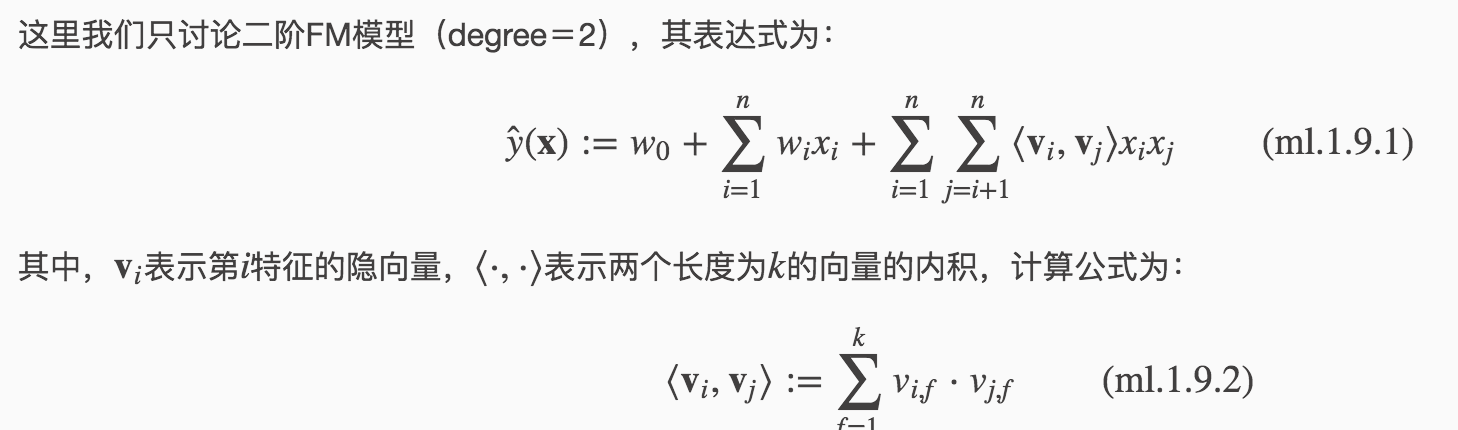 这里我们只讨论二阶FM模型（degree=2），其表达式为：
$$\hat{y}(\mathbf{x}) := w_0 + \sum_{i=1}^{n} w_i x_i + \sum_{i=1}^{n} \sum_{j=i+1}^{n} \langle \mathbf{v}_i, \mathbf{v}_j \rangle x_i x_j \qquad (\text{ml.1.9.1})$$
其中，$\mathbf{v}_i$表示第$i$特征的隐向量，$\langle \cdot, \cdot \rangle$表示两个长度为$k$的向量的内积，计算公式为：
$$\langle \mathbf{v}_i, \mathbf{v}_j \rangle := \sum_{f=1}^{k} v_{i,f} \cdot v_{j,f} \qquad (\text{ml.1.9.2})$$